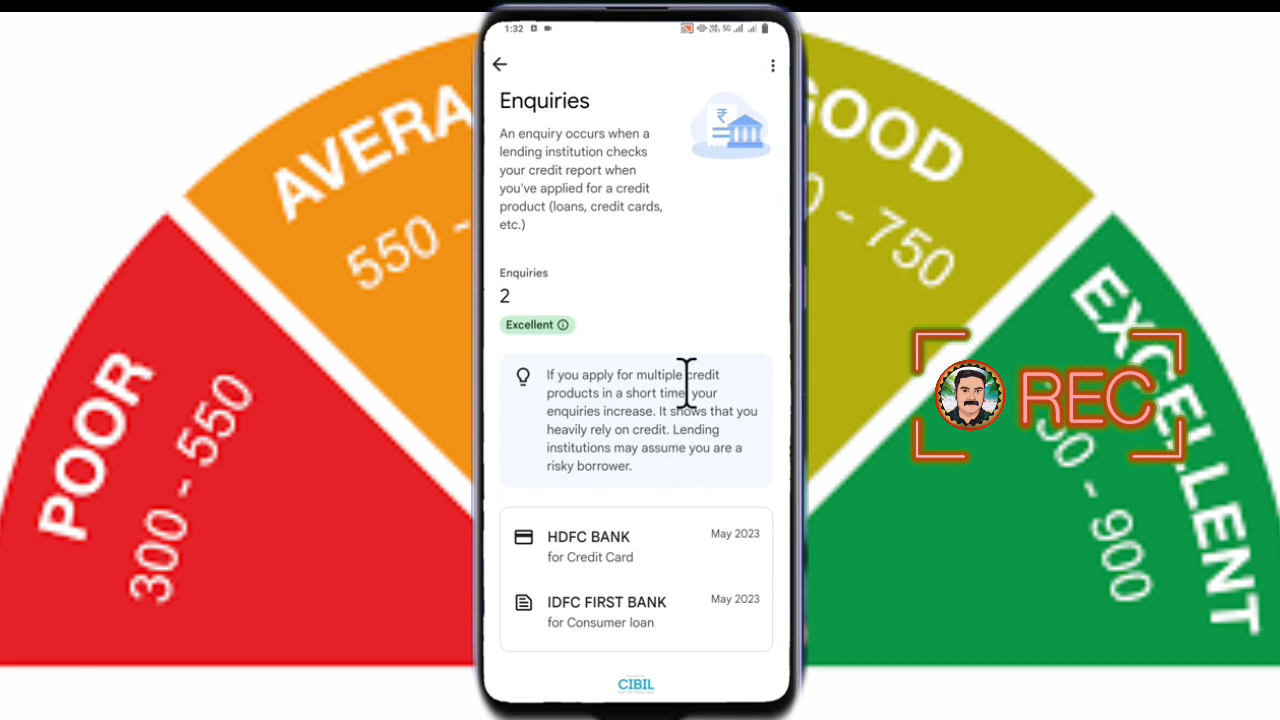 1:32
Enquiries
An enquiry occurs when a
lending institution checks
your credit report when
you've applied for a credit
product (loans, credit cards,
etc.)
Enquiries
2
Excellent
If you apply for multiple credit
products in a short time, your
enquiries increase. It shows that you
heavily rely on credit. Lending
institutions may assume you are a
risky borrower.
HDFC BANK
May 2023
for Credit Card
IDFC FIRST BANK
May 2023
for Consumer loan
CIBIL
POOR
300 - 550
AVERA
550 -
GOOD
0 - 750
EXCELLENT
50 - 900
REC